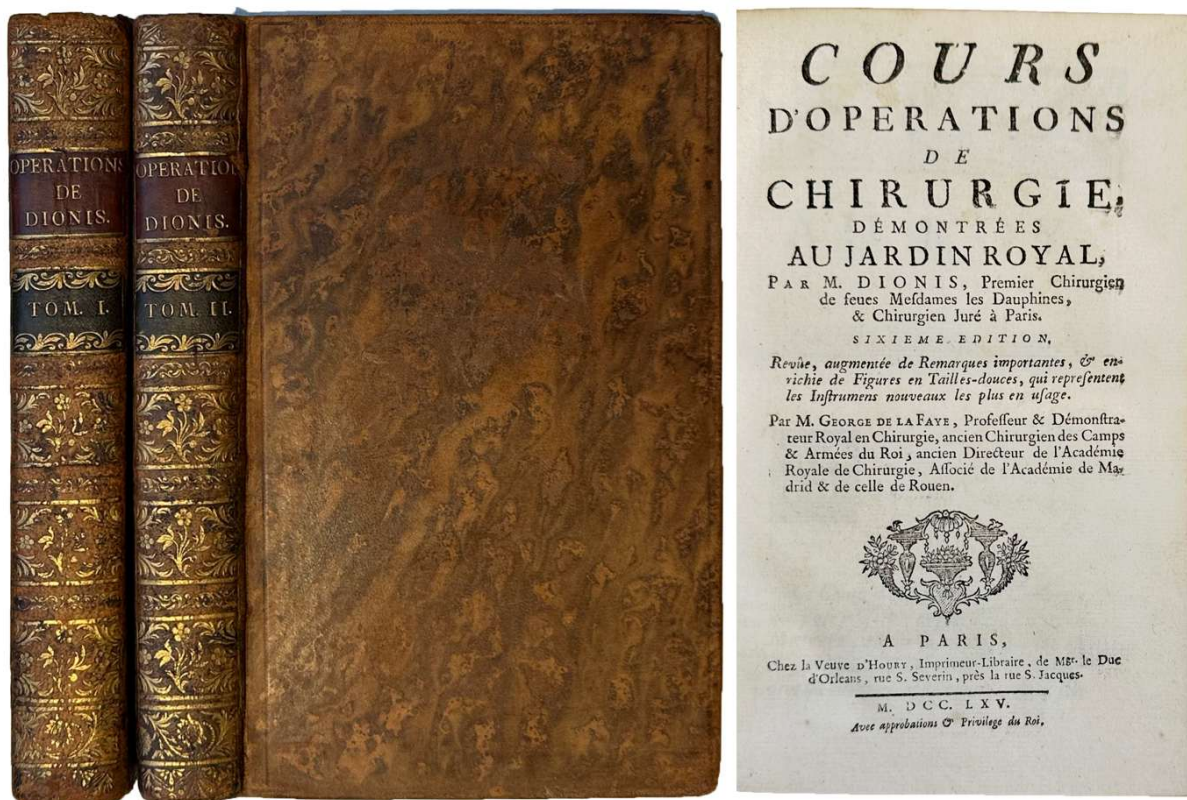 OPERATIONS
DE
DIONIS.
TOM. I.
OPERATION
DE
DIONIS.
TOM. II.
COURS
D'OPERATIONS
DE
CHIRURGIE,
DÉMONTRÉES
AU JARDIN ROYAL,
PAR M. DIONIS, Premier Chirurgien
de feues Meſdames les Dauphines,
& Chirurgien Juré à Paris.
SIXIEME EDITION,
Revûe, augmentée de Remarques importantes, & en-
richie de Figures en Tailles-douces, qui repreſentent
les Inſtrumens nouveaux les plus en uſage.
Par M. GEORGE DE LA FAYE, Profeſſeur & Démonſtra-
teur Royal en Chirurgie, ancien Chirurgien des Camps
& Armées du Roi, ancien Directeur de l'Académie
Royale de Chirurgie, Aſſocié de l'Académie de Ma-
drid & de celle de Rouen.
A PARIS,
Chez la Veuve D'HOURY, Imprimeur-Libraire, de Mgr. le Duc
d'Orleans, rue S. Severin, près la rue S. Jacques.
M. DCC. LXV.
Avec approbations & Privilege du Roi.